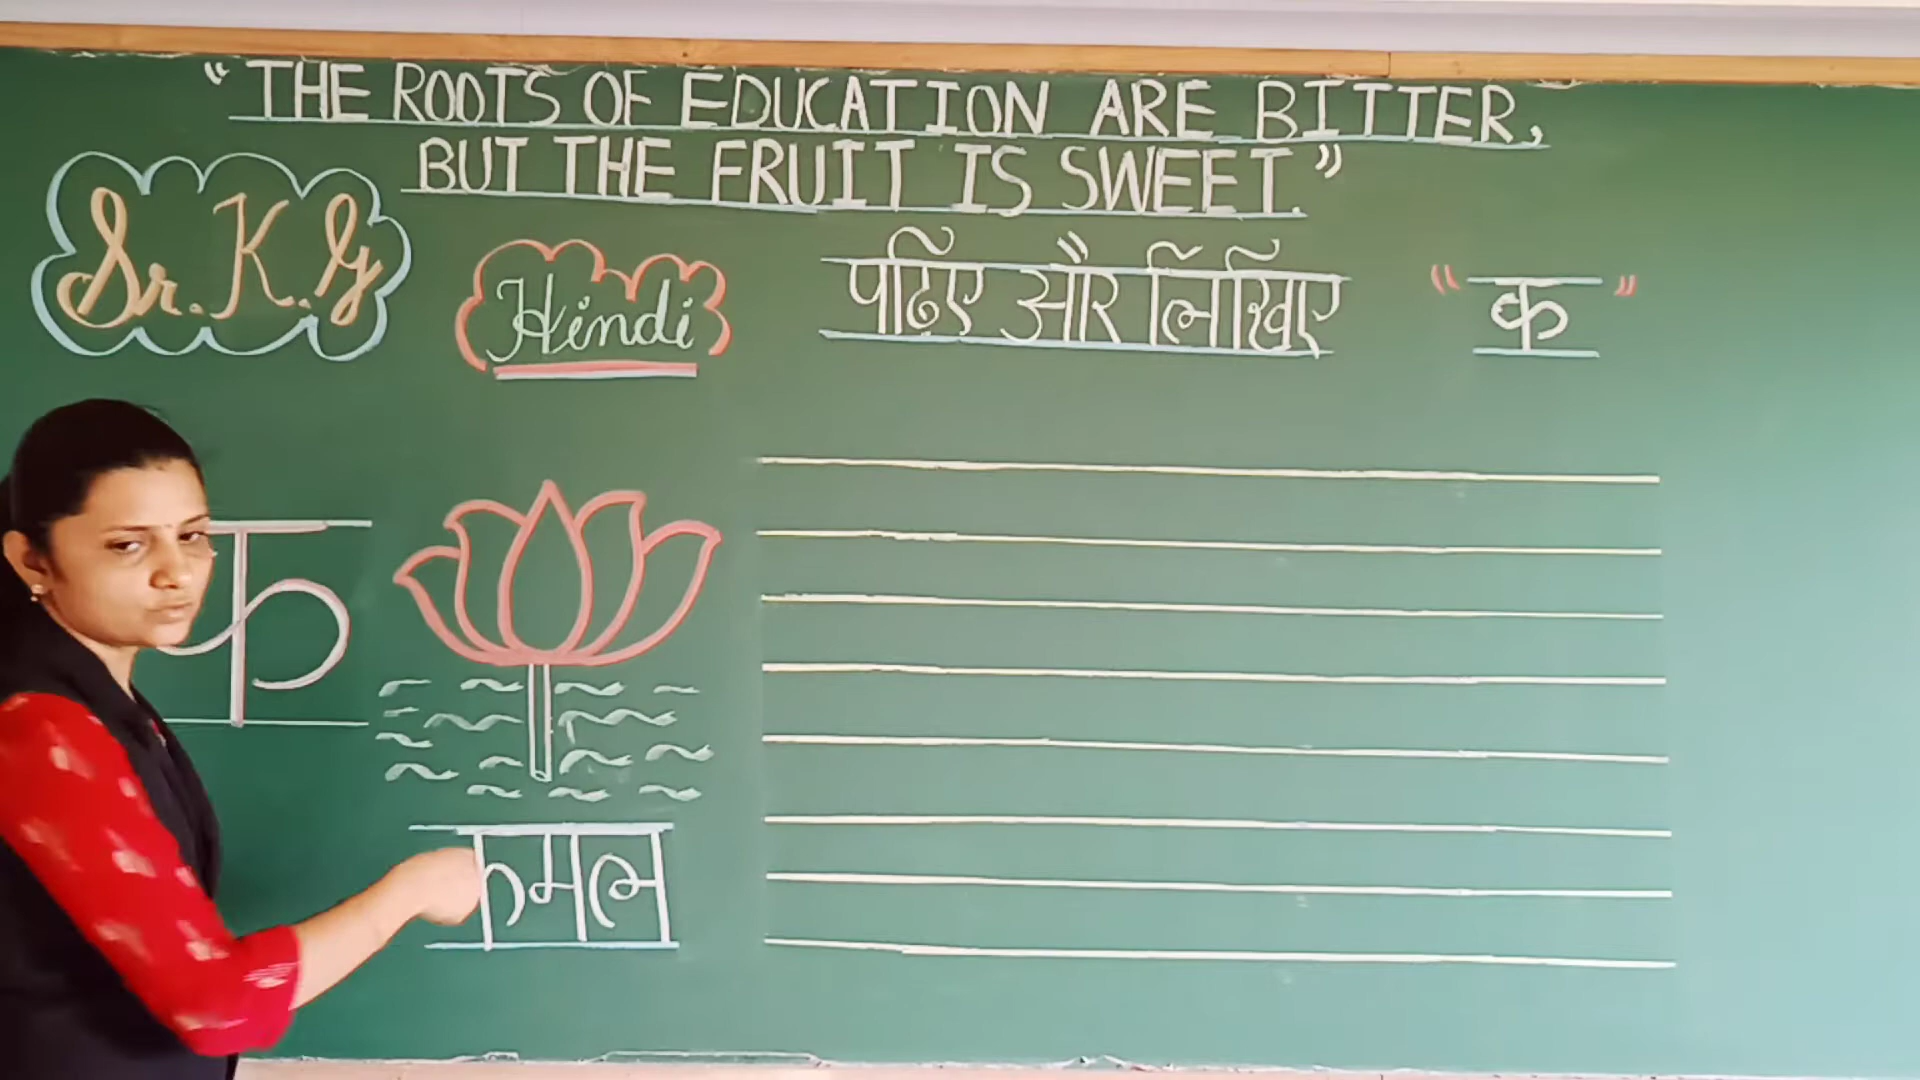 “THE ROOTS OF EDUCATION ARE BITTER,
BUT THE FRUIT IS SWEET.”
Sr. K.G
Hindi
पढ़िए और लिखिए "क"
क
कमल